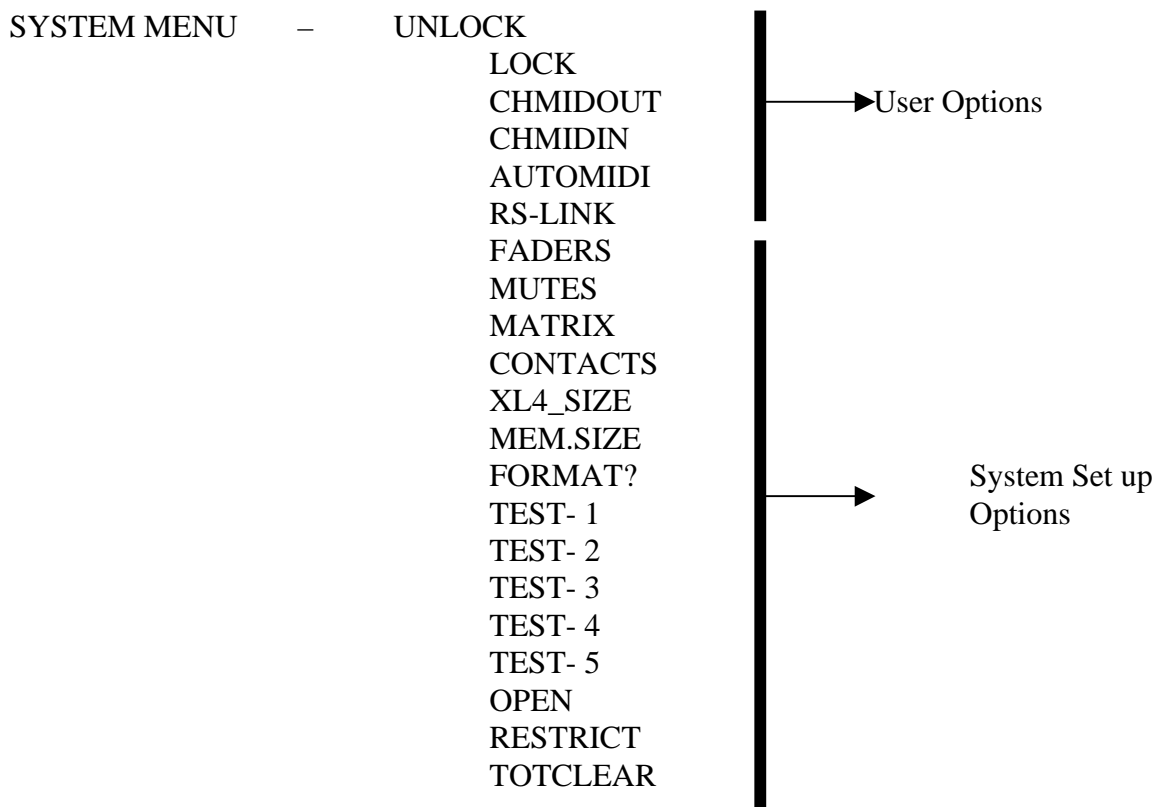 SYSTEM MENU – UNLOCK
LOCK
CHMIDOUT
User Options
CHMIDIN
AUTOMIDI
RS-LINK
FADERS
MUTES
MATRIX
CONTACTS
XL4_SIZE
MEM.SIZE
FORMAT?
System Set up
Options
TEST- 1
TEST- 2
TEST- 3
TEST- 4
TEST- 5
OPEN
RESTRICT
TOTCLEAR